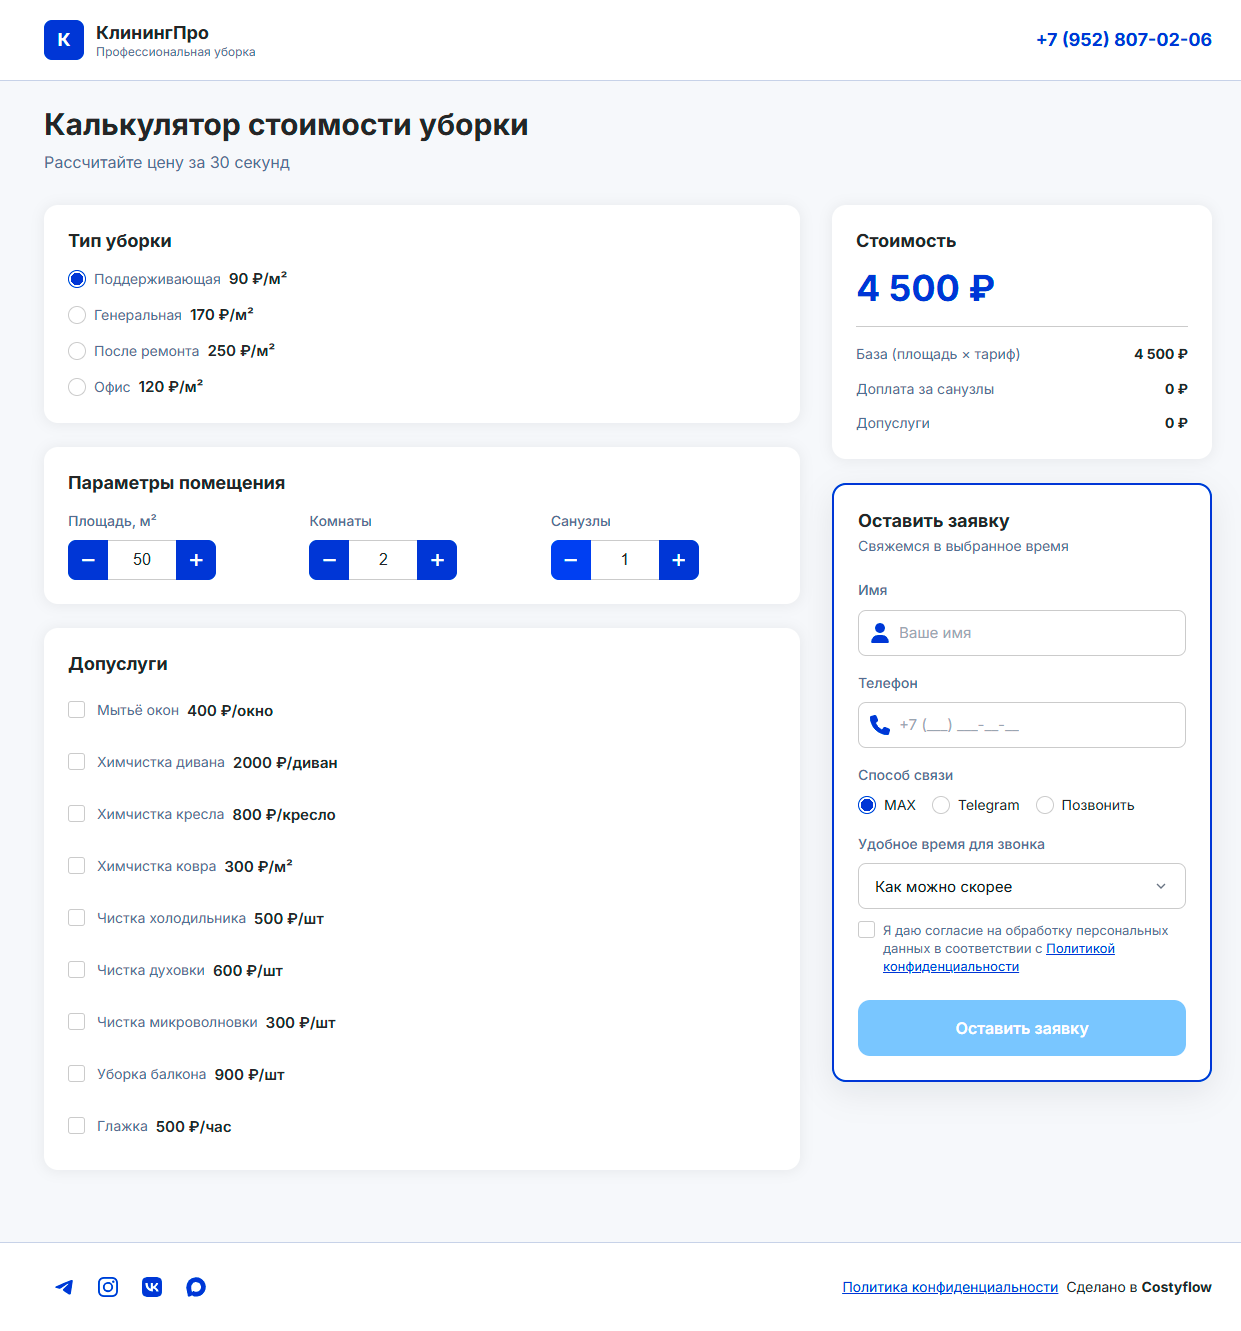 К
КлинингПро
Профессиональная уборка
+7 (952) 807-02-06
Калькулятор стоимости уборки
Рассчитайте цену за 30 секунд
Тип уборки
Поддерживающая 90 ₽/м²
Генеральная 170 ₽/м²
После ремонта 250 ₽/м²
Офис 120 ₽/м²
Параметры помещения
Площадь, м² Комнаты Санузлы
− 50 + − 2 + − 1 +
Допуслуги
Мытьё окон 400 ₽/окно
Химчистка дивана 2000 ₽/диван
Химчистка кресла 800 ₽/кресло
Химчистка ковра 300 ₽/м²
Чистка холодильника 500 ₽/шт
Чистка духовки 600 ₽/шт
Чистка микроволновки 300 ₽/шт
Уборка балкона 900 ₽/шт
Глажка 500 ₽/час
Стоимость
4 500 ₽
База (площадь × тариф) 4 500 ₽
Доплата за санузлы 0 ₽
Допуслуги 0 ₽
Оставить заявку
Свяжемся в выбранное время
Имя
Ваше имя
Телефон
+7 (___) ___-__-__
Способ связи
MAX Telegram Позвонить
Удобное время для звонка
Как можно скорее
Я даю согласие на обработку персональных
данных в соответствии с Политикой
конфиденциальности
Оставить заявку
Политика конфиденциальности Сделано в Costyflow